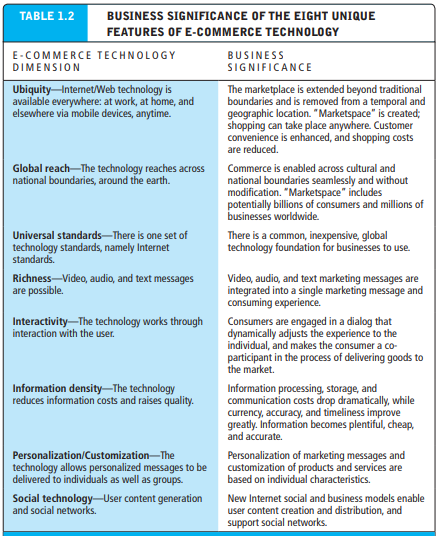 TABLE 1.2
BUSINESS SIGNIFICANCE OF THE EIGHT UNIQUE
FEATURES OF E-COMMERCE TECHNOLOGY
E-COMMERCE TECHNOLOGY
DIMENSION
BUSINESS
SIGNIFICANCE
Ubiquity—Internet/Web technology is
available everywhere: at work, at home, and
elsewhere via mobile devices, anytime.
The marketplace is extended beyond traditional
boundaries and is removed from a temporal and
geographic location. "Marketspace" is created;
shopping can take place anywhere. Customer
convenience is enhanced, and shopping costs
are reduced.
Global reach—The technology reaches across
national boundaries, around the earth.
Commerce is enabled across cultural and
national boundaries seamlessly and without
modification. "Marketspace" includes
potentially billions of consumers and millions of
businesses worldwide.
Universal standards—There is one set of
technology standards, namely Internet
standards.
There is a common, inexpensive, global
technology foundation for businesses to use.
Richness—Video, audio, and text messages
are possible.
Video, audio, and text marketing messages are
integrated into a single marketing message and
consuming experience.
Interactivity—The technology works through
interaction with the user.
Consumers are engaged in a dialog that
dynamically adjusts the experience to the
individual, and makes the consumer a co-
participant in the process of delivering goods to
the market.
Information density—The technology
reduces information costs and raises quality.
Information processing, storage, and
communication costs drop dramatically, while
currency, accuracy, and timeliness improve
greatly. Information becomes plentiful, cheap,
and accurate.
Personalization/Customization—The
technology allows personalized messages to be
delivered to individuals as well as groups.
Personalization of marketing messages and
customization of products and services are
based on individual characteristics.
Social technology—User content generation
and social networks.
New Internet social and business models enable
user content creation and distribution, and
support social networks.